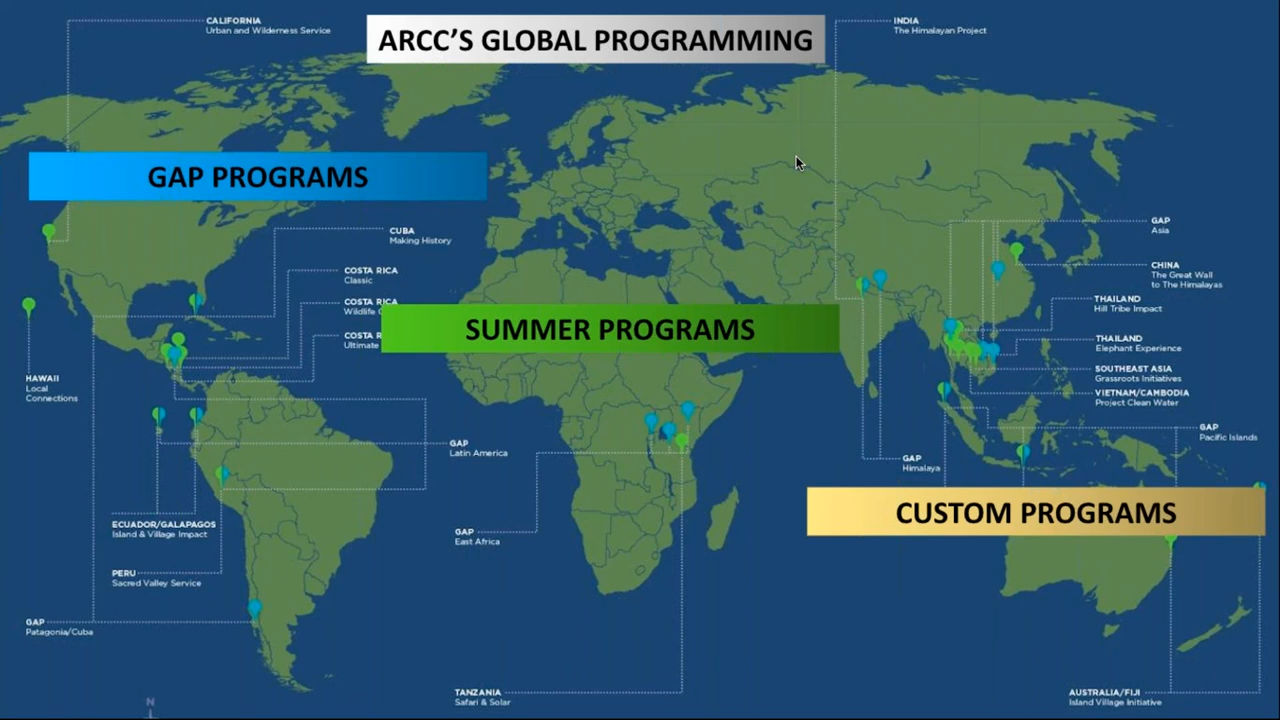 CALIFORNIA
Urban and Wilderness Service
ARCC'S GLOBAL PROGRAMMING
INDIA
The Himalayan Project
GAP PROGRAMS
CUBA
Making History
COSTA RICA
Classic
COSTA RICA
Wildlife
COSTA R
Ultimate
SUMMER PROGRAMS
GAP
Asia
CHINA
The Great Wall
to The Himalayas
THAILAND
Hill Tribe Impact
THAILAND
Elephant Experience
SOUTHEAST ASIA
Grassroots Initiatives
VIETNAM/CAMBODIA
Project Clean Water
HAWAII
Local
Connections
GAP
Latin America
GAP
Pacific Islands
GAP
Himalaya
CUSTOM PROGRAMS
ECUADOR/GALAPAGOS
Island & Village Impact
GAP
East Africa
PERU
Sacred Valley Service
GAP
Patagonia/Cuba
TANZANIA
Safari & Solar
AUSTRALIA/FIJI
Island Village Initiative
N